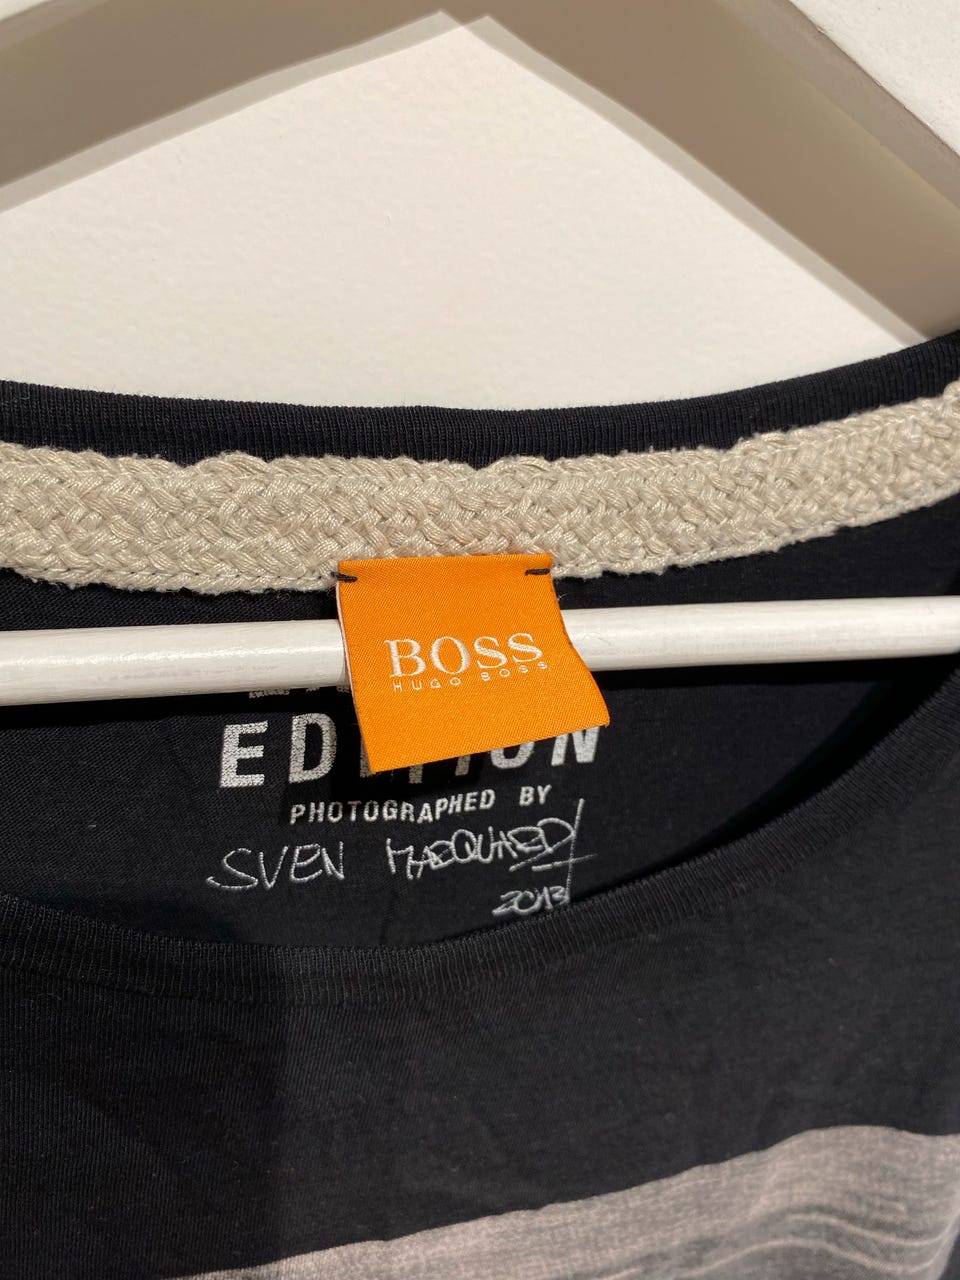 BOSS
HUGO BOSS
EDITION
PHOTOGRAPHED BY
SVEN MARQUARDT
2013